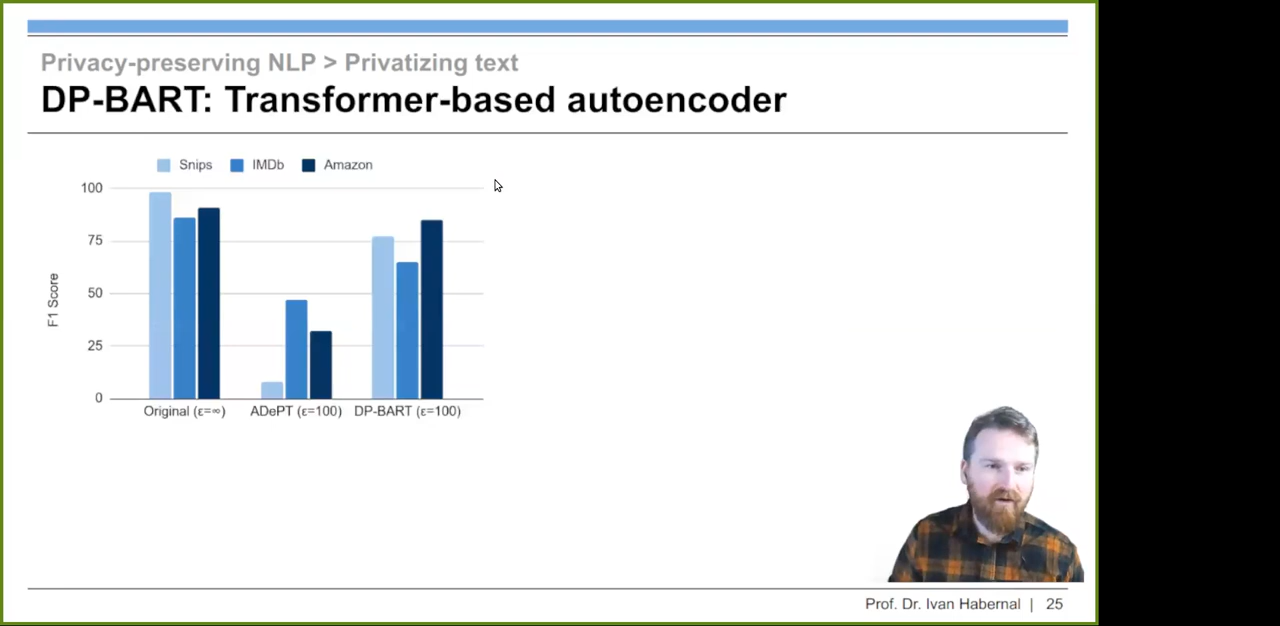 Privacy-preserving NLP > Privatizing text
DP-BART: Transformer-based autoencoder
Snips IMDb Amazon
100
75
50
25
0
F1 Score
Original (ε=∞) ADePT (ε=100) DP-BART (ε=100)
Prof. Dr. Ivan Habernal | 25